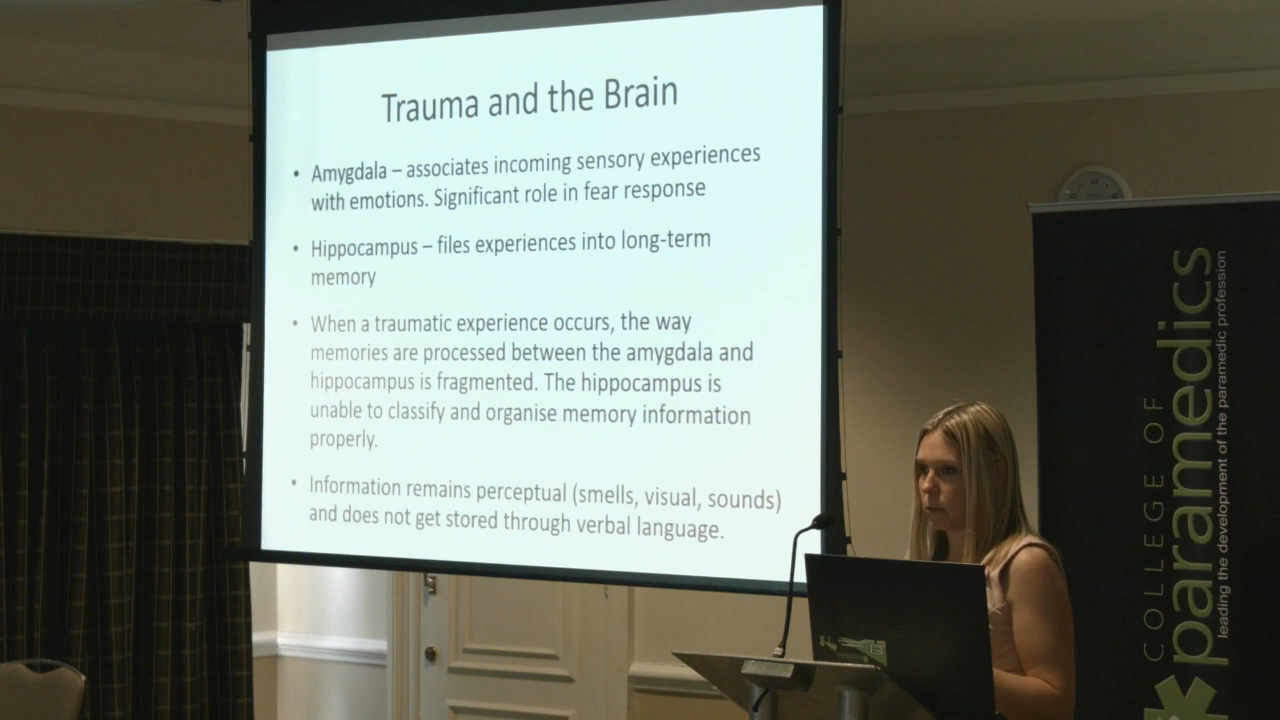 Trauma and the Brain
• Amygdala – associates incoming sensory experiences
with emotions. Significant role in fear response
• Hippocampus – files experiences into long-term
memory
• When a traumatic experience occurs, the way
memories are processed between the amygdala and
hippocampus is fragmented. The hippocampus is
unable to classify and organise memory information
properly.
• Information remains perceptual (smells, visual, sounds)
and does not get stored through verbal language.
COLLEGE OF
paramedics
leading the development of the paramedic profession